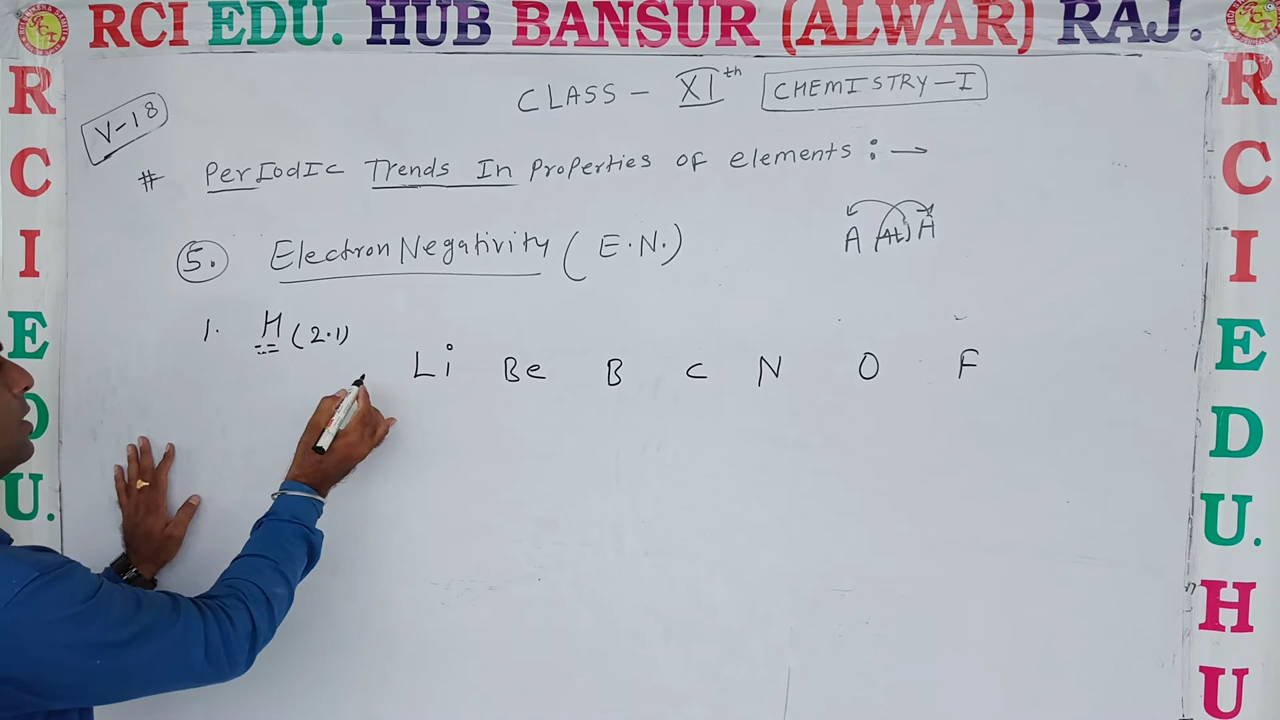 RCI EDU. HUB BANSUR (ALWAR) RAJ.
CLASS - XIth CHEMISTRY-I
V-18
# PerIodIc Trends In Properties of elements :-
5. Electron Negativity ( E.N.)
A (At) A
1. H (2.1)
Li Be B C N O F
R
C
I
E
D
U.
R
C
I
E
D
U.
H
U